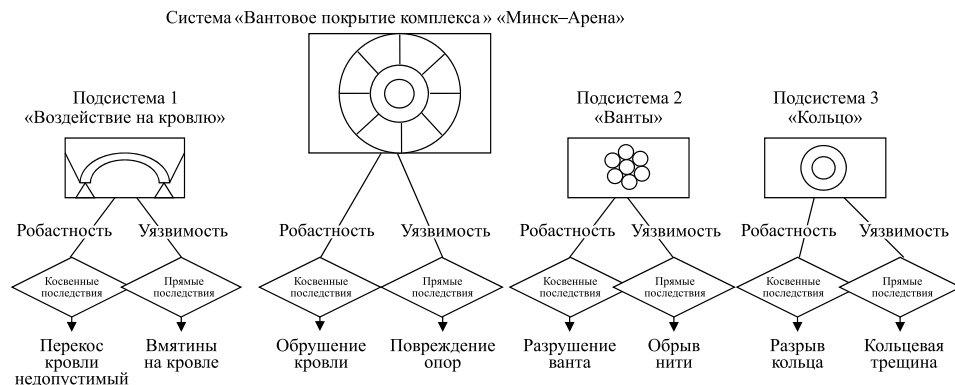 Система «Вантовое покрытие комплекса» «Минск–Арена»
Подсистема 1
«Воздействие на кровлю»
Подсистема 2
«Ванты»
Подсистема 3
«Кольцо»
Робастность Уязвимость
Робастность Уязвимость
Робастность Уязвимость
Робастность Уязвимость
Косвенные
последствия
Прямые
последствия
Косвенные
последствия
Прямые
последствия
Косвенные
последствия
Прямые
последствия
Косвенные
последствия
Прямые
последствия
Перекос
кровли
недопустимый
Вмятины
на кровле
Обрушение
кровли
Повреждение
опор
Разрушение
ванта
Обрыв
нити
Разрыв
кольца
Кольцевая
трещина